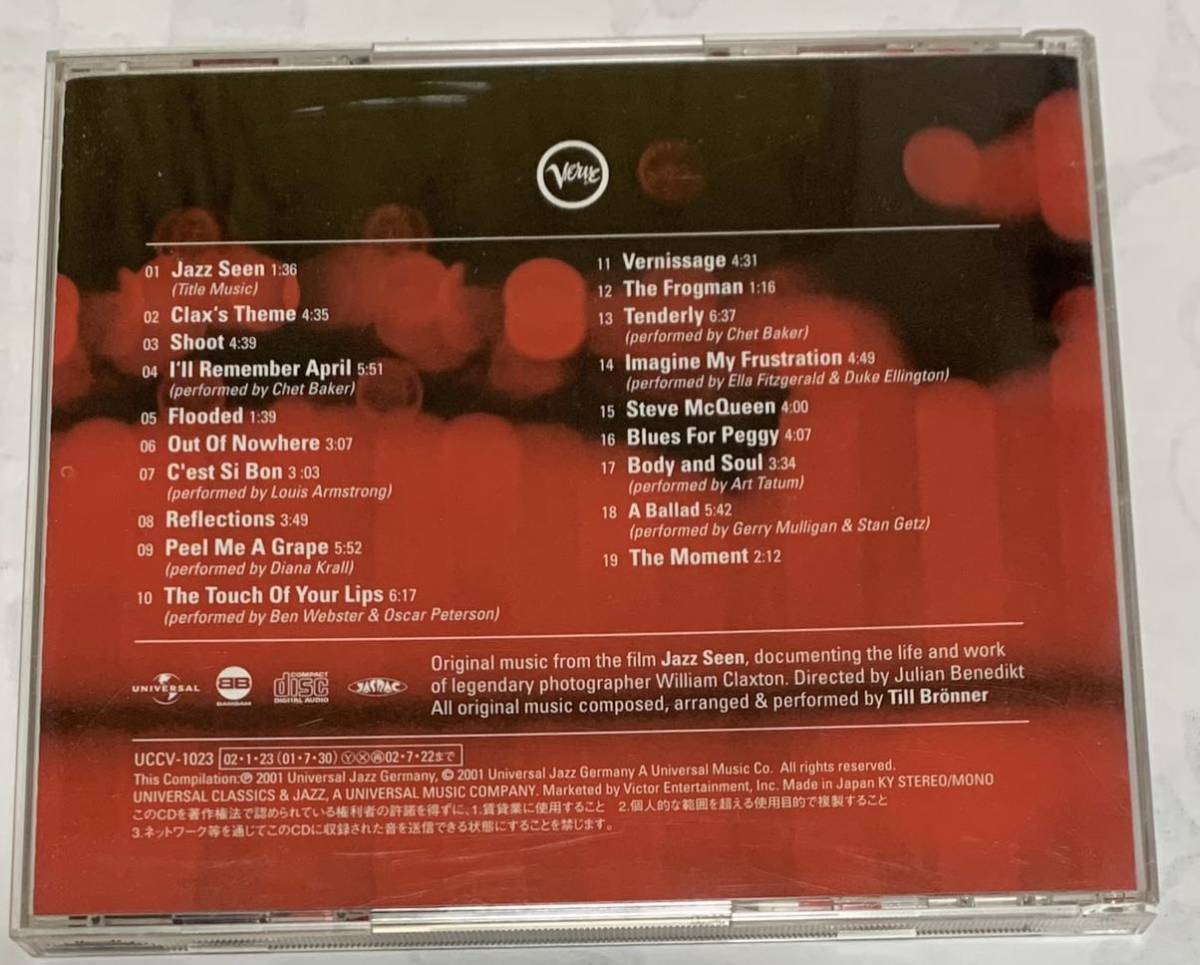 Verve
01 Jazz Seen 1:36
(Title Music)
02 Clax's Theme 4:35
03 Shoot 4:39
04 I'll Remember April 5:51
(performed by Chet Baker)
05 Flooded 1:39
06 Out Of Nowhere 3:07
07 C'est Si Bon 3:03
(performed by Louis Armstrong)
08 Reflections 3:49
09 Peel Me A Grape 5:52
(performed by Diana Krall)
10 The Touch Of Your Lips 6:17
(performed by Ben Webster & Oscar Peterson)
11 Vernissage 4:31
12 The Frogman 1:16
13 Tenderly 6:37
(performed by Chet Baker)
14 Imagine My Frustration 4:49
(performed by Ella Fitzgerald & Duke Ellington)
15 Steve McQueen 4:00
16 Blues For Peggy 4:07
17 Body and Soul 3:34
(performed by Art Tatum)
18 A Ballad 5:42
(performed by Gerry Mulligan & Stan Getz)
19 The Moment 2:12
UNIVERSAL
BAMBAM
COMPACT
disc
DIGITAL AUDIO
JASRAC
Original music from the film Jazz Seen, documenting the life and work
of legendary photographer William Claxton. Directed by Julian Benedikt
All original music composed, arranged & performed by Till Brönner
UCCV-1023 02・1・23 (01・7・30) Ⓨ Ⓧ ㊢ 02・7・22まで
This Compilation:℗ 2001 Universal Jazz Germany, © 2001 Universal Jazz Germany A Universal Music Co. All rights reserved.
UNIVERSAL CLASSICS & JAZZ, A UNIVERSAL MUSIC COMPANY. Marketed by Victor Entertainment, Inc. Made in Japan KY STEREO/MONO
このCDを著作権法で認められている権利者の許諾を得ずに、1.賃貸業に使用すること 2.個人的な範囲を超える使用目的で複製すること
3.ネットワーク等を通じてこのCDに収録された音を送信できる状態にすることを禁じます。